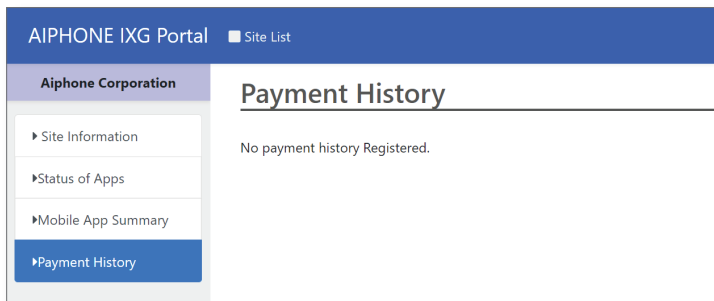 AIPHONE IXG Portal Site List
Aiphone Corporation
Payment History
Site Information
No payment history Registered.
Status of Apps
Mobile App Summary
Payment History